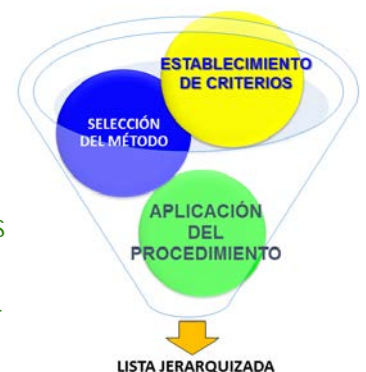 ESTABLECIMIENTO
DE CRITERIOS
SELECCIÓN
DEL MÉTODO
APLICACIÓN
DEL
PROCEDIMIENTO
S
LISTA JERARQUIZADA